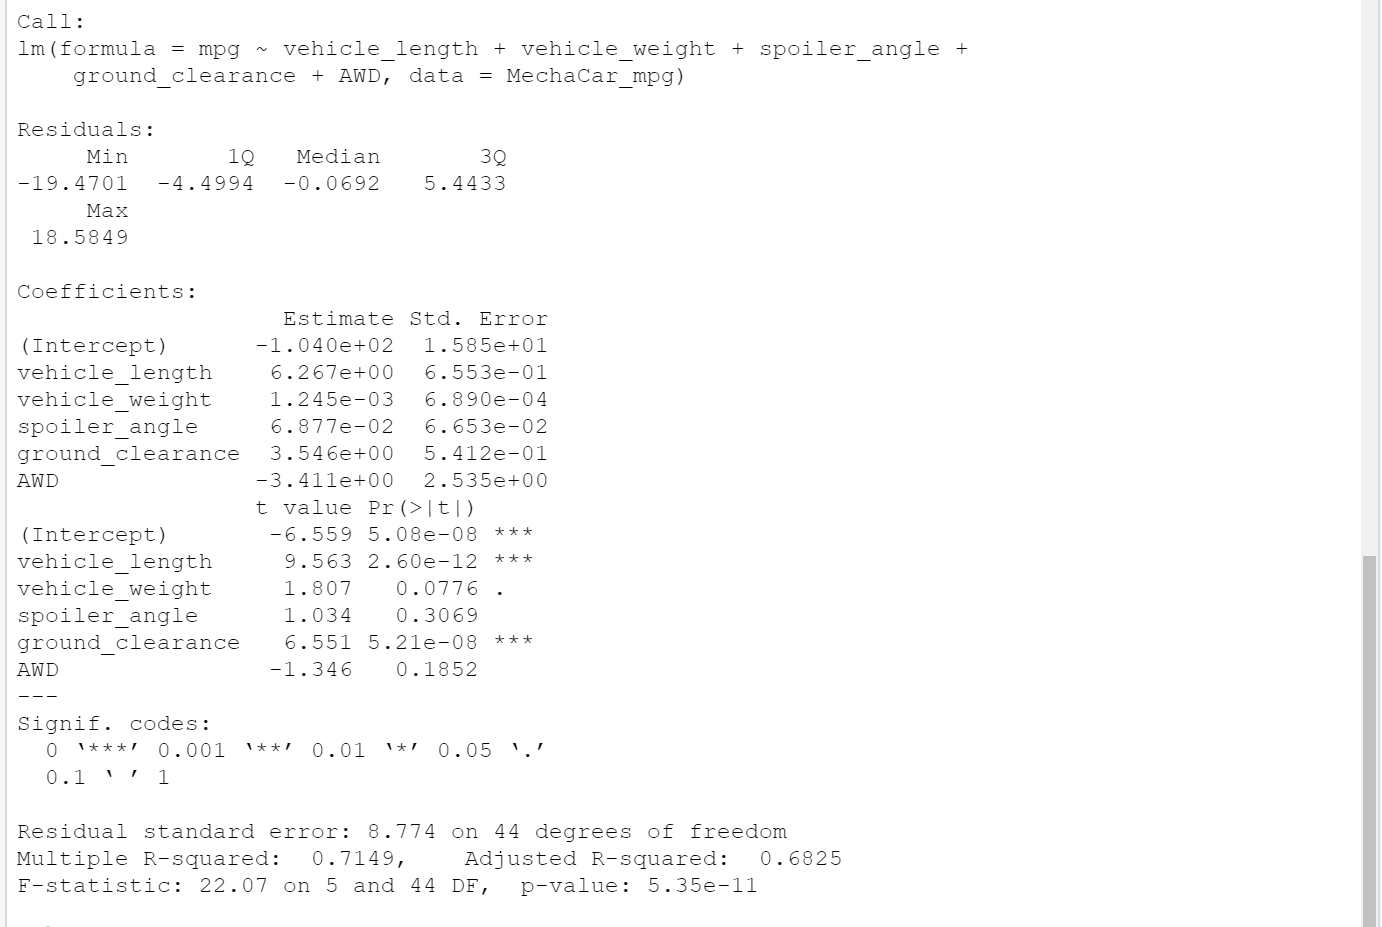 Call:
lm(formula = mpg ~ vehicle_length + vehicle_weight + spoiler_angle +
    ground_clearance + AWD, data = MechaCar_mpg)

Residuals:
     Min       1Q   Median       3Q
-19.4701  -4.4994  -0.0692   5.4433
     Max
 18.5849

Coefficients:
                   Estimate Std. Error
(Intercept)      -1.040e+02  1.585e+01
vehicle_length    6.267e+00  6.553e-01
vehicle_weight    1.245e-03  6.890e-04
spoiler_angle     6.877e-02  6.653e-02
ground_clearance  3.546e+00  5.412e-01
AWD              -3.411e+00  2.535e+00
                 t value Pr(>|t|)
(Intercept)       -6.559 5.08e-08 ***
vehicle_length     9.563 2.60e-12 ***
vehicle_weight     1.807   0.0776 .
spoiler_angle      1.034   0.3069
ground_clearance   6.551 5.21e-08 ***
AWD               -1.346   0.1852
---
Signif. codes:
  0 ‘***’ 0.001 ‘**’ 0.01 ‘*’ 0.05 ‘.’
  0.1 ‘ ’ 1

Residual standard error: 8.774 on 44 degrees of freedom
Multiple R-squared:  0.7149,    Adjusted R-squared:  0.6825
F-statistic: 22.07 on 5 and 44 DF,  p-value: 5.35e-11